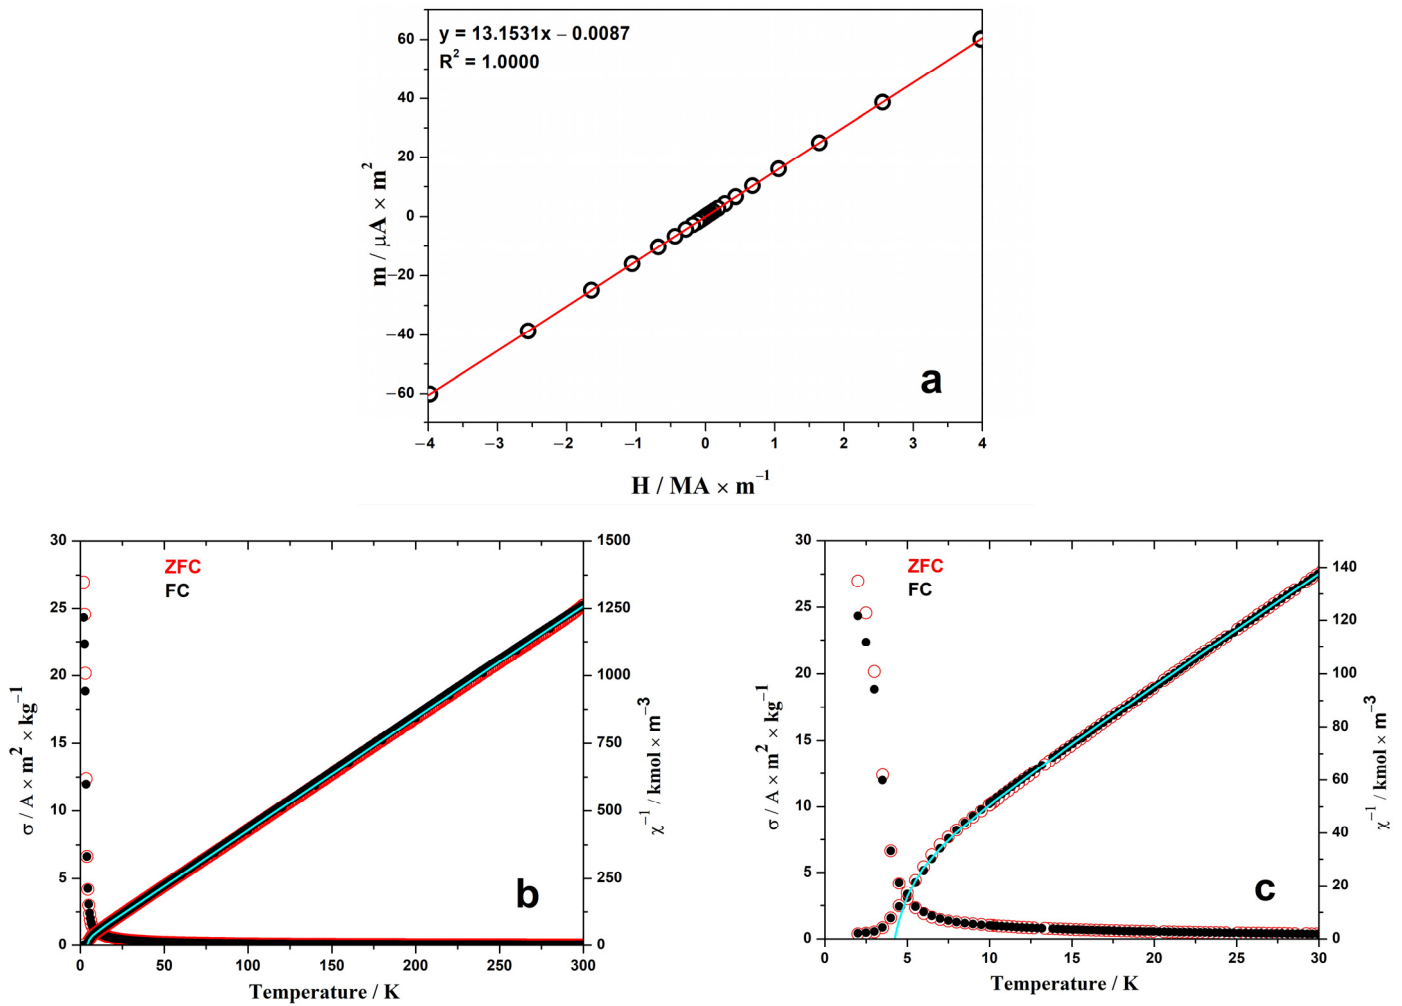 y = 13.1531x – 0.0087
R² = 1.0000
60
40
20
0
−20
−40
−60
m / μA × m²
−4 −3 −2 −1 0 1 2 3 4
H / MA × m⁻¹
a
30
25
20
15
10
5
0
σ / A × m² × kg⁻¹
ZFC
FC
1500
1250
1000
750
500
250
0
χ⁻¹ / kmol × m⁻³
b
0 50 100 150 200 250 300
Temperature / K
30
25
20
15
10
5
0
σ / A × m² × kg⁻¹
ZFC
FC
140
120
100
80
60
40
20
0
χ⁻¹ / kmol × m⁻³
c
0 5 10 15 20 25 30
Temperature / K